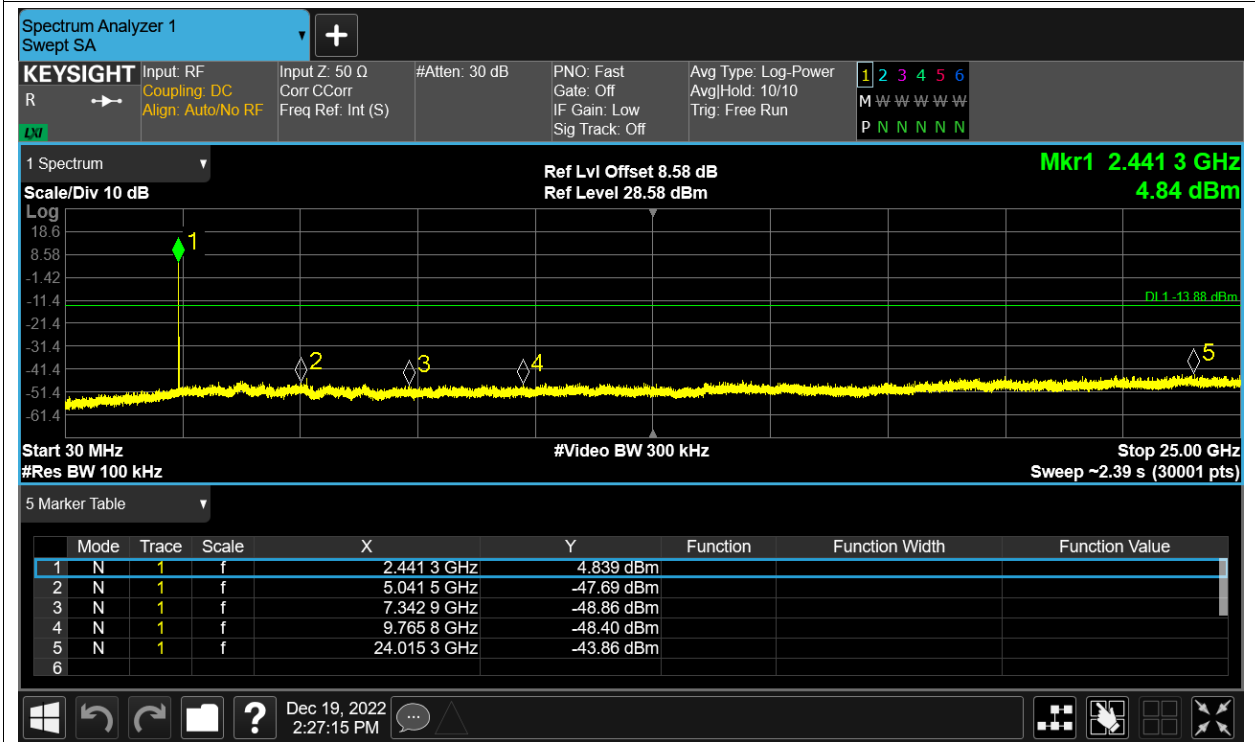 Spectrum Analyzer 1
Swept SA
KEYSIGHT Input: RF Input Z: 50 Ω #Atten: 30 dB PNO: Fast Avg Type: Log-Power 1 2 3 4 5 6
R Coupling: DC Corr CCorr Gate: Off Avg|Hold: 10/10 M W W W W W
Align: Auto/No RF Freq Ref: Int (S) IF Gain: Low Trig: Free Run
LXI Sig Track: Off P N N N N N
1 Spectrum Ref Lvl Offset 8.58 dB Mkr1 2.441 3 GHz
Scale/Div 10 dB Ref Level 28.58 dBm 4.84 dBm
Log
18.6
1
8.58
-1.42
-11.4 DL1 -13.88 dBm
-21.4
-31.4
2 3 4 5
-41.4
-51.4
-61.4
Start 30 MHz #Video BW 300 kHz Stop 25.00 GHz
#Res BW 100 kHz Sweep ~2.39 s (30001 pts)
5 Marker Table
Mode Trace Scale X Y Function Function Width Function Value
1 N 1 f 2.441 3 GHz 4.839 dBm
2 N 1 f 5.041 5 GHz -47.69 dBm
3 N 1 f 7.342 9 GHz -48.86 dBm
4 N 1 f 9.765 8 GHz -48.40 dBm
5 N 1 f 24.015 3 GHz -43.86 dBm
6
? Dec 19, 2022
2:27:15 PM